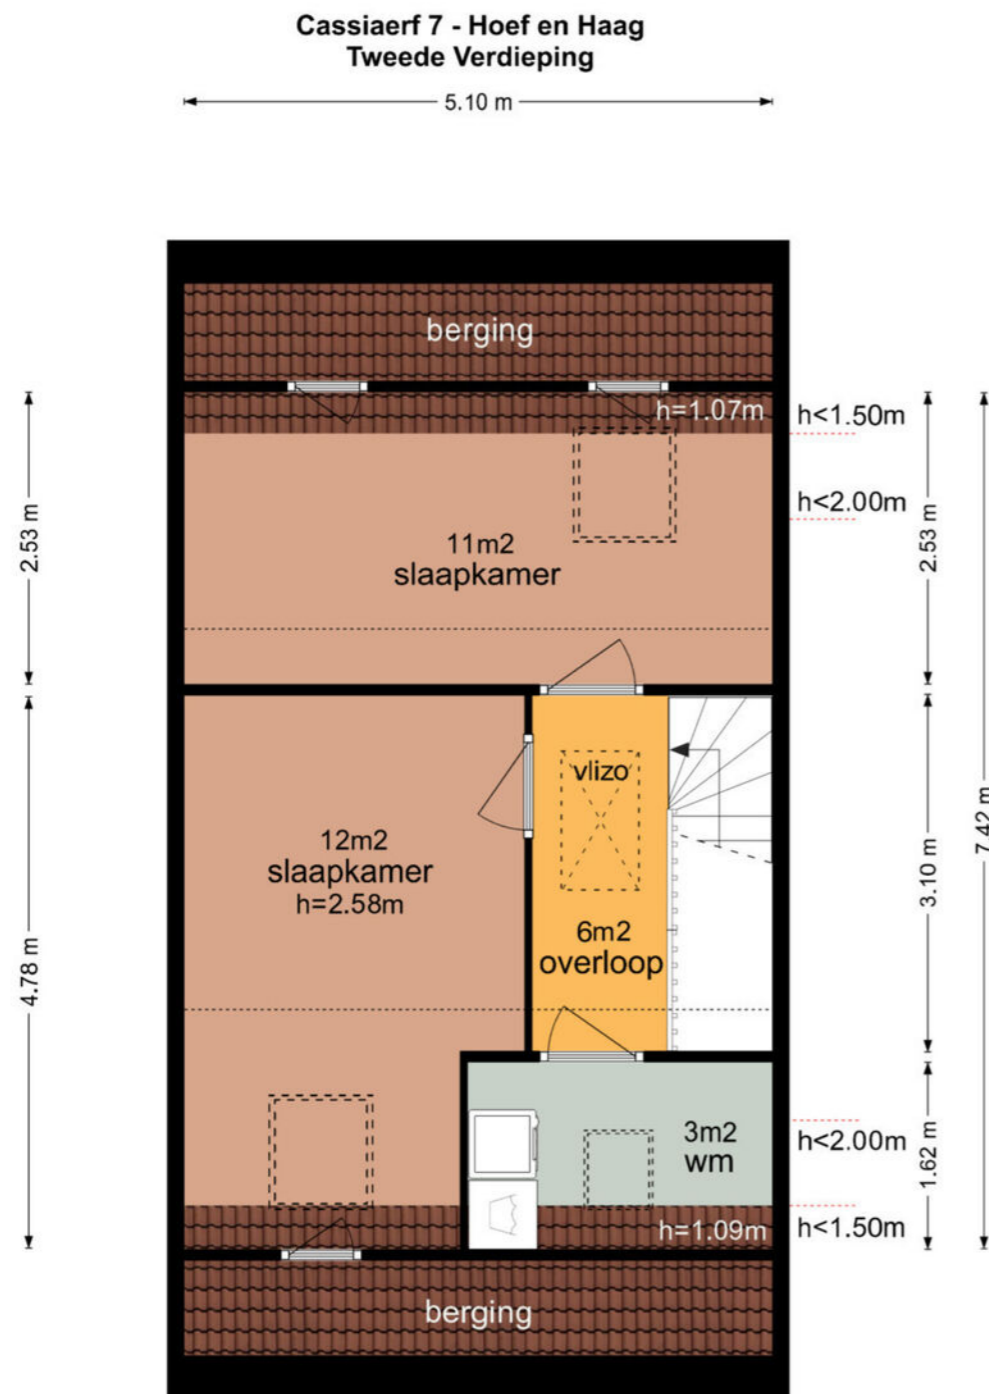 Cassiaerf 7 - Hoef en Haag
Tweede Verdieping
5.10 m
berging
h=1.07m
h<1.50m
h<2.00m
2.53 m
2.53 m
11m2
slaapkamer
vlizo
12m2
slaapkamer
h=2.58m
6m2
overloop
3.10 m
7.42 m
4.78 m
3m2
wm
h<2.00m
1.62 m
h=1.09m
h<1.50m
berging